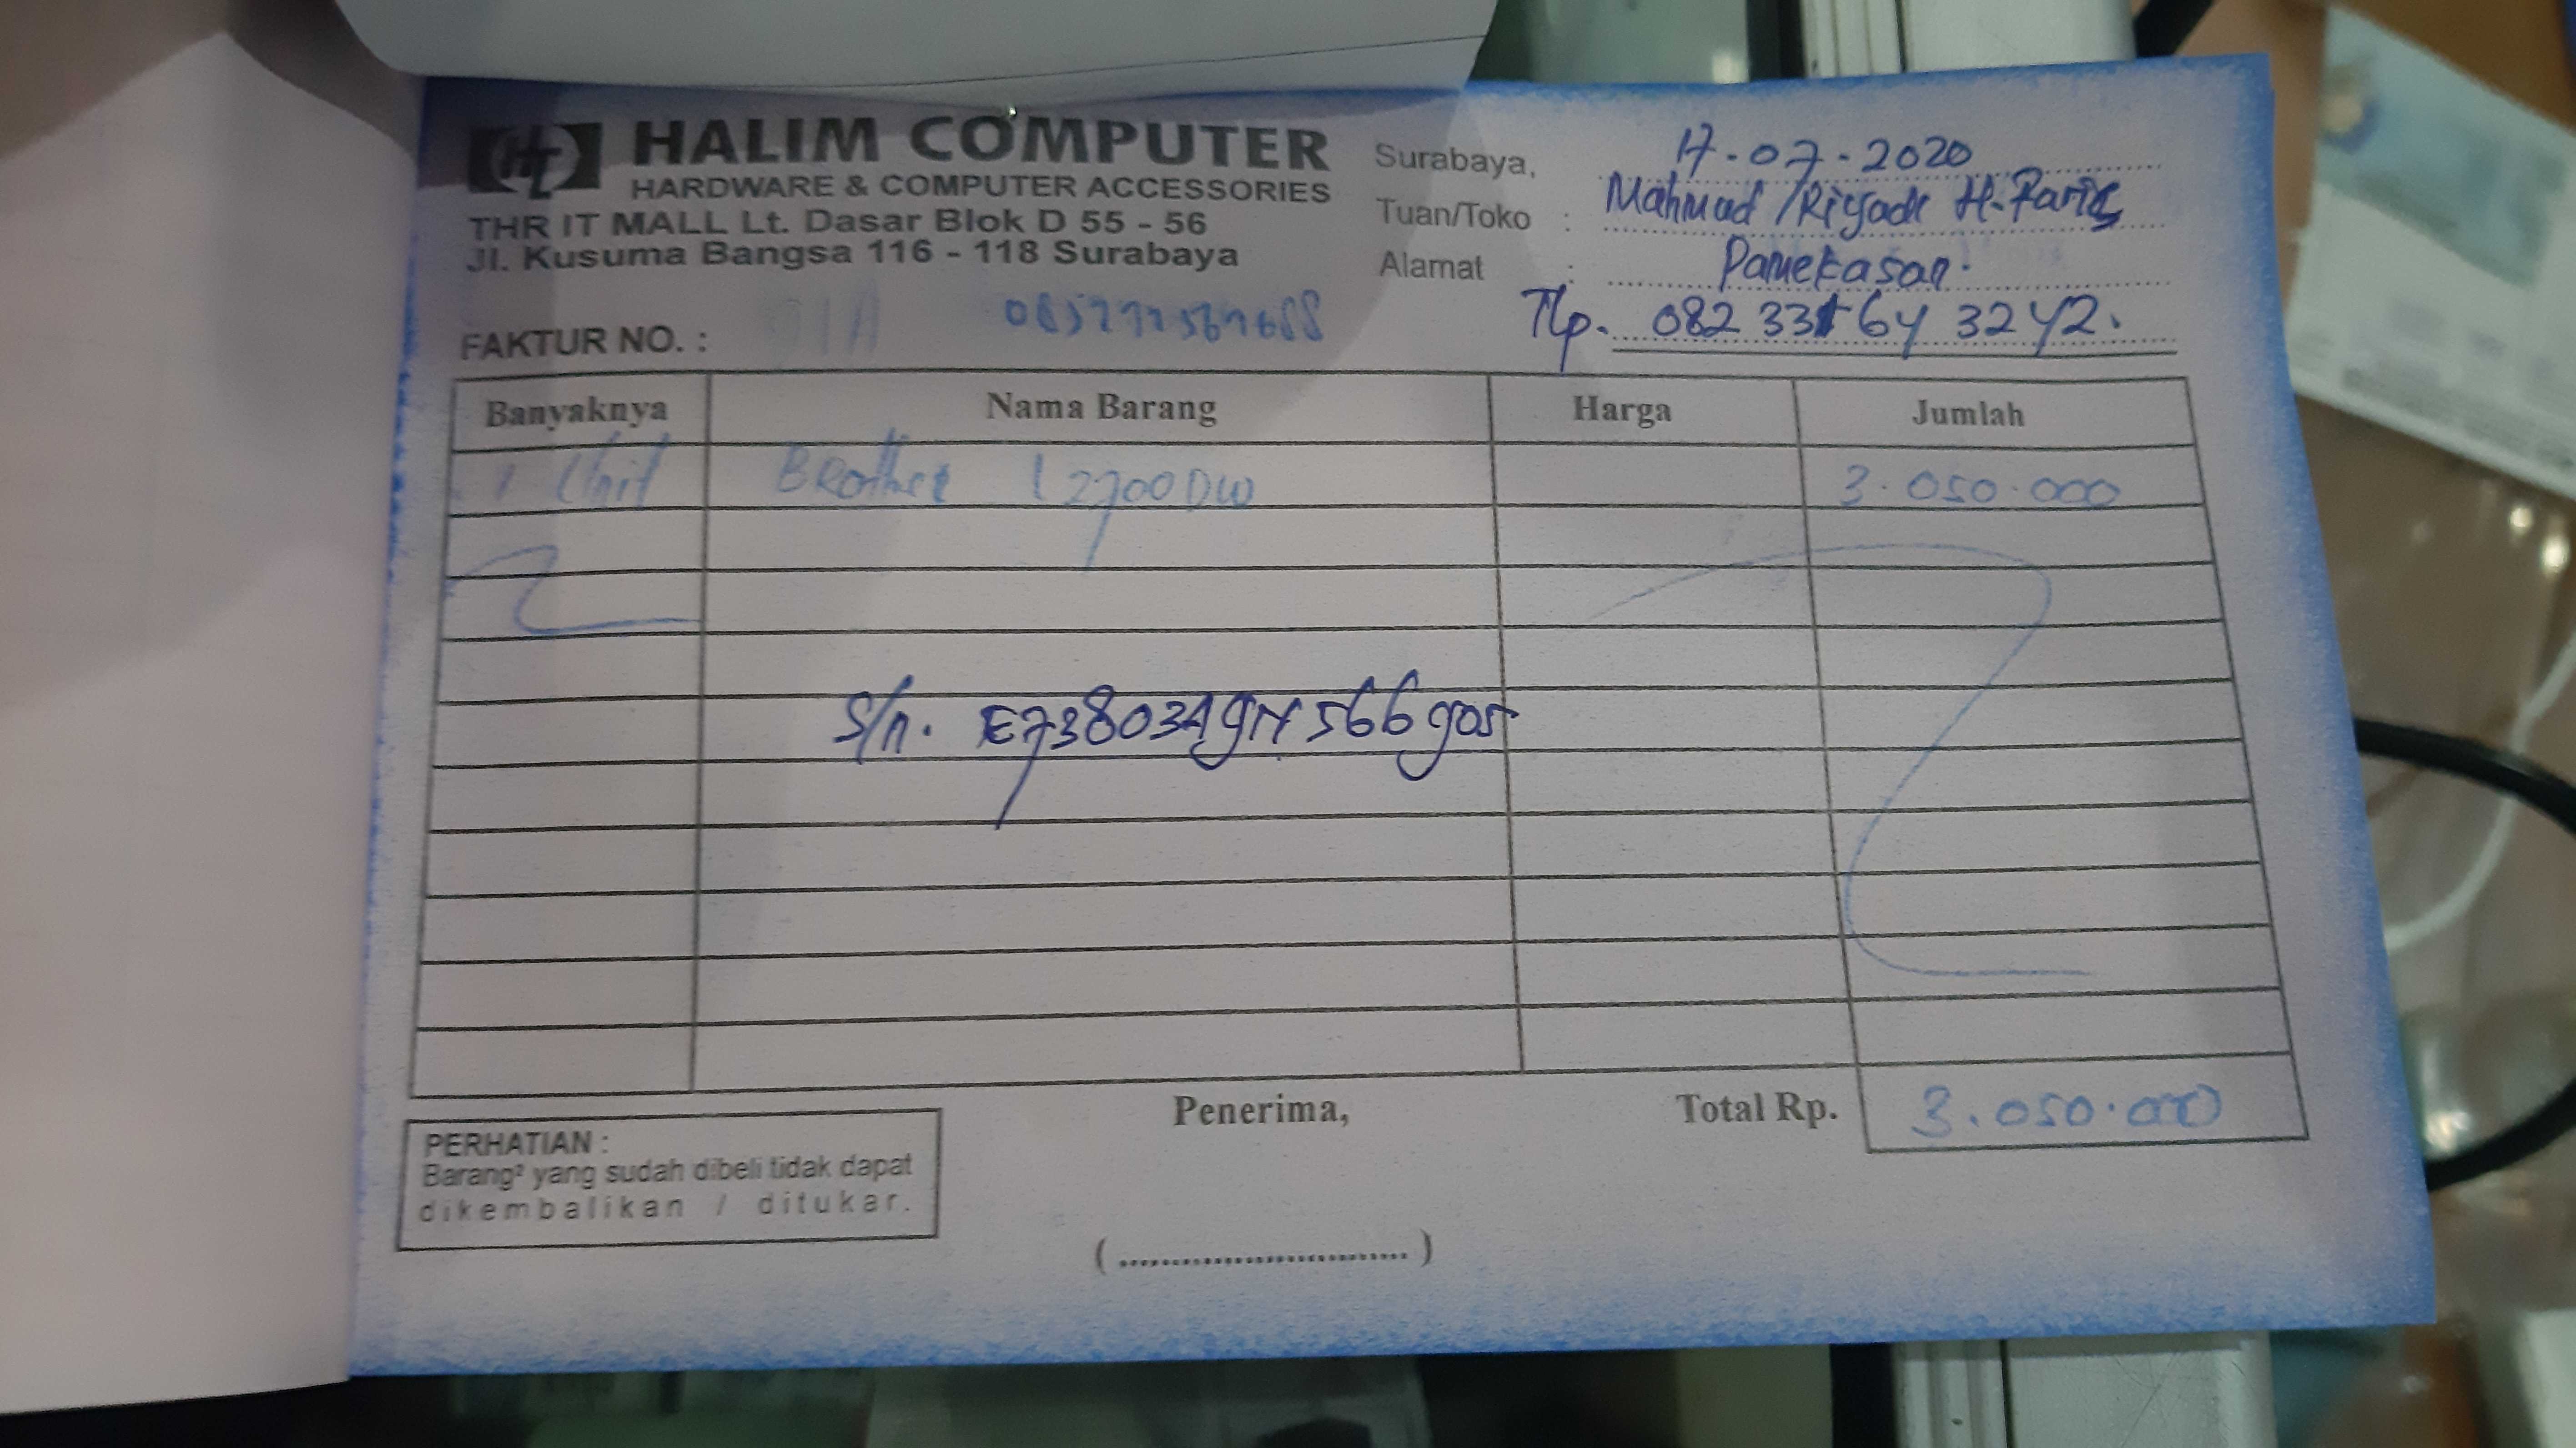 HALIM COMPUTER
HARDWARE & COMPUTER ACCESSORIES
THR IT MALL Lt. Dasar Blok D 55 - 56
Jl. Kusuma Bangsa 116 - 118 Surabaya
Surabaya, 17-07-2020
Tuan/Toko : Mahmud /Riyadi H.
Alamat : Pamekasan.
Tlp. 082 331 64 3242.
FAKTUR NO. :
Banyaknya Nama Barang Harga Jumlah
1 Unit Brother L2700DW 3.050.000
S/n. E73803
PERHATIAN :
Barang² yang sudah dibeli tidak dapat
dikembalikan / ditukar.
Penerima,
(..............................)
Total Rp. 3.050.000